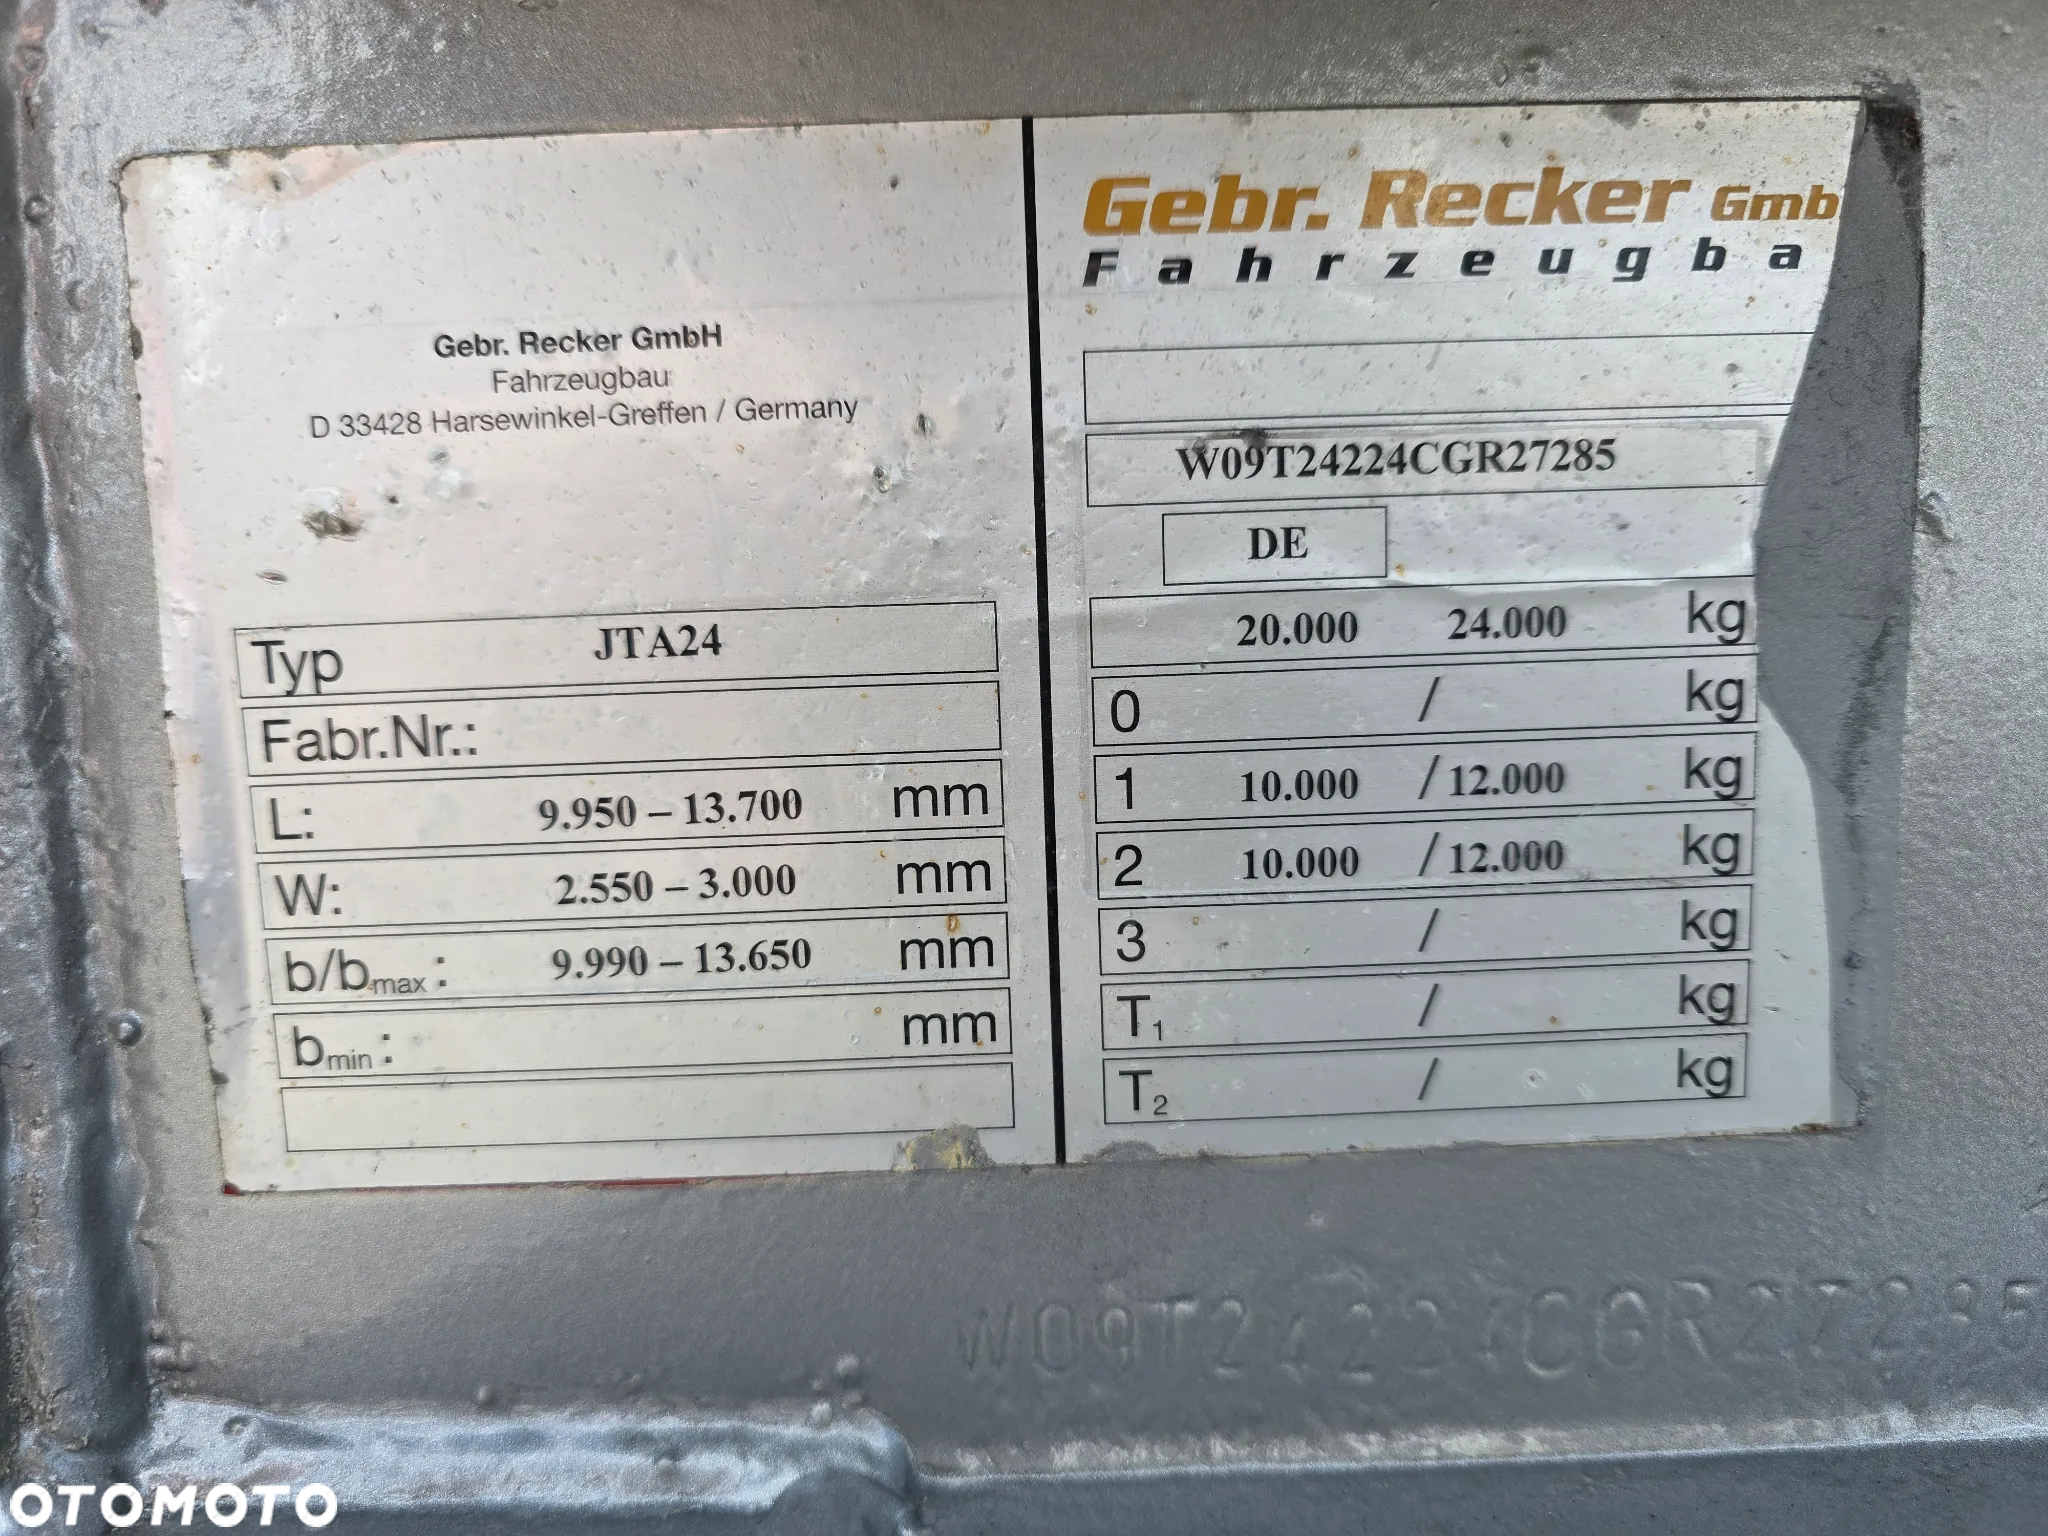 Gebr. Recker GmbH
Fahrzeugbau
D 33428 Harsewinkel-Greffen / Germany
Typ JTA24
Fabr.Nr.:
L: 9.950 – 13.700 mm
W: 2.550 – 3.000 mm
b/bmax: 9.990 – 13.650 mm
bmin: mm
Gebr. Recker Gmb
Fahrzeugba
W09T24224CGR27285
DE
20.000 24.000 kg
0 / kg
1 10.000 / 12.000 kg
2 10.000 / 12.000 kg
3 / kg
T1 / kg
T2 / kg
W09T24224CGR27285
OTOMOTO